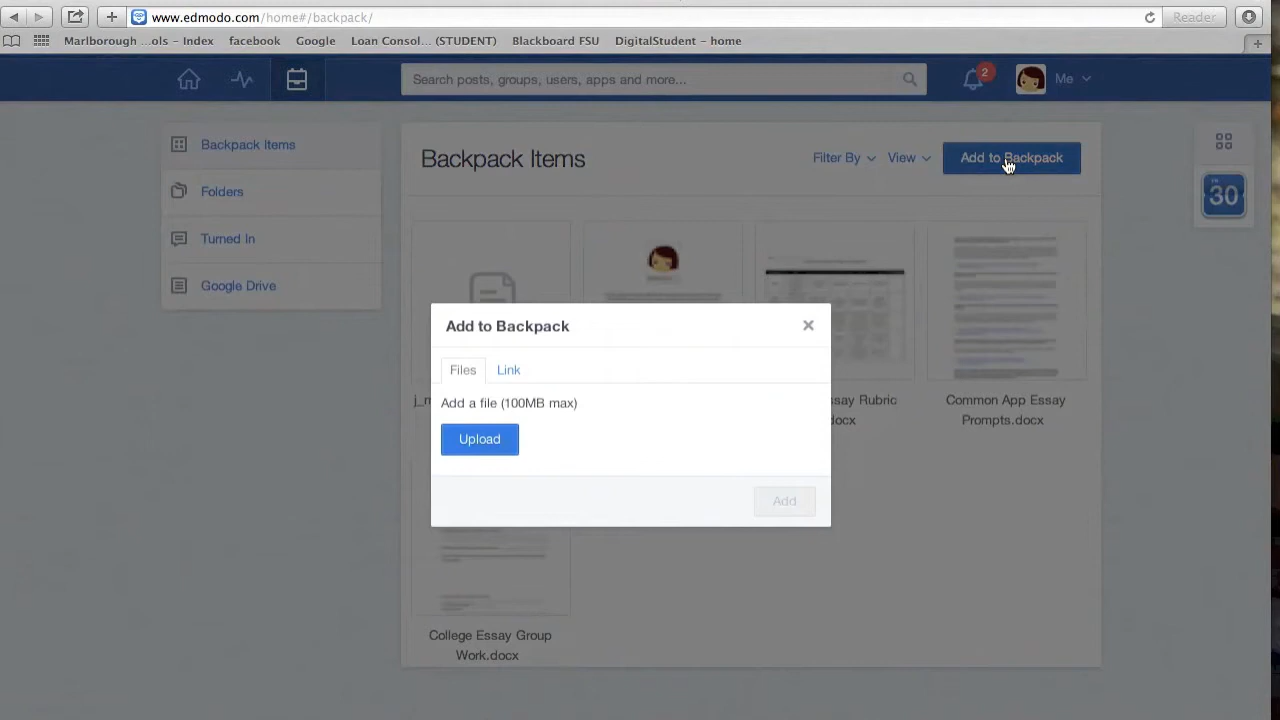 www.edmodo.com/home#/backpack/
Reader
Marlborough ...ols – Index facebook Google Loan Consol... (STUDENT) Blackboard FSU DigitalStudent – home
Search posts, groups, users, apps and more...
2
Me
Backpack Items
Folders
Turned In
Google Drive
Backpack Items
Filter By
View
Add to Backpack
30
Add to Backpack
Files Link
Add a file (100MB max)
Upload
Add
Rubric
Common App Essay
Prompts.docx
College Essay Group
Work.docx